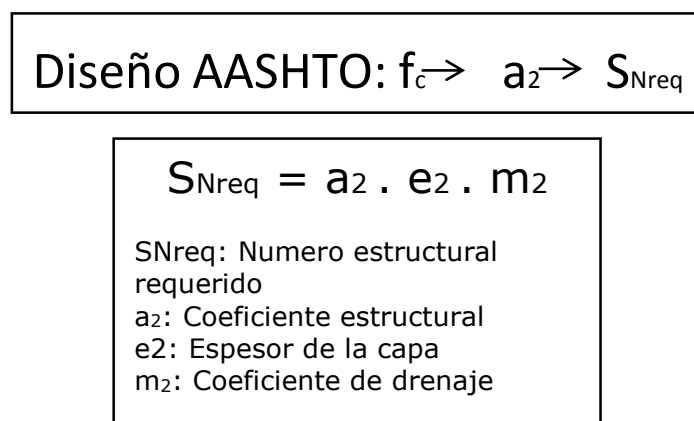 Diseño AASHTO: fc→ a2→ SNreq
SNreq = a2 . e2 . m2
SNreq: Numero estructural
requerido
a2: Coeficiente estructural
e2: Espesor de la capa
m2: Coeficiente de drenaje